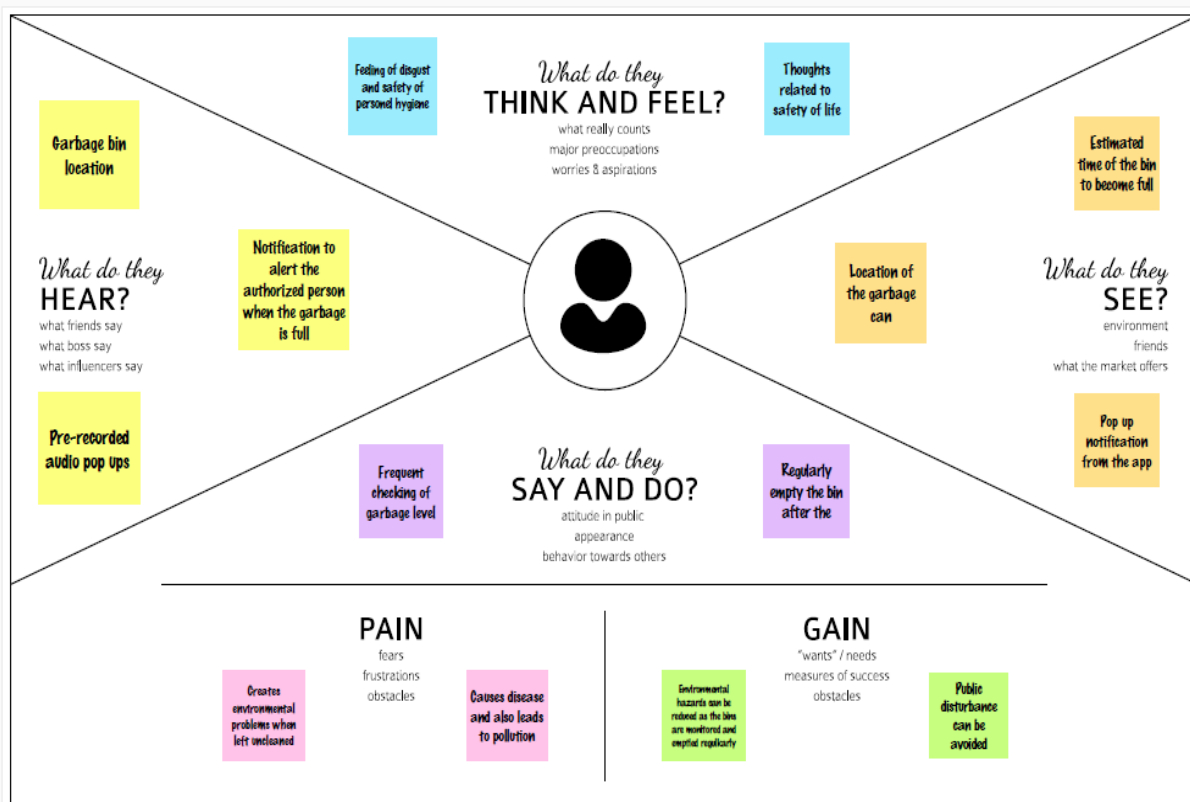 Feeling of disgust
and safety of
personel hygiene
What do they
THINK AND FEEL?
what really counts
major preoccupations
worries & aspirations
Thoughts
related to
safety of life
Garbage bin
location
Notification to
alert the
authorized person
when the garbage
is full
What do they
HEAR?
what friends say
what boss say
what influencers say
Pre-recorded
audio pop ups
Estimated
time of the bin
to become full
Location of
the garbage
can
What do they
SEE?
environment
friends
what the market offers
Pop up
notification
from the app
Frequent
checking of
garbage level
What do they
SAY AND DO?
attitude in public
appearance
behavior towards others
Regularly
empty the bin
after the
PAIN
fears
frustrations
obstacles
Creates
environmental
problems when
left uncleaned
Causes disease
and also leads
to pollution
GAIN
"wants" / needs
measures of success
obstacles
Environmental
hazards can be
reduced as the bins
are monitored and
emptied regulkarly
Public
disturbance
can be
avoided